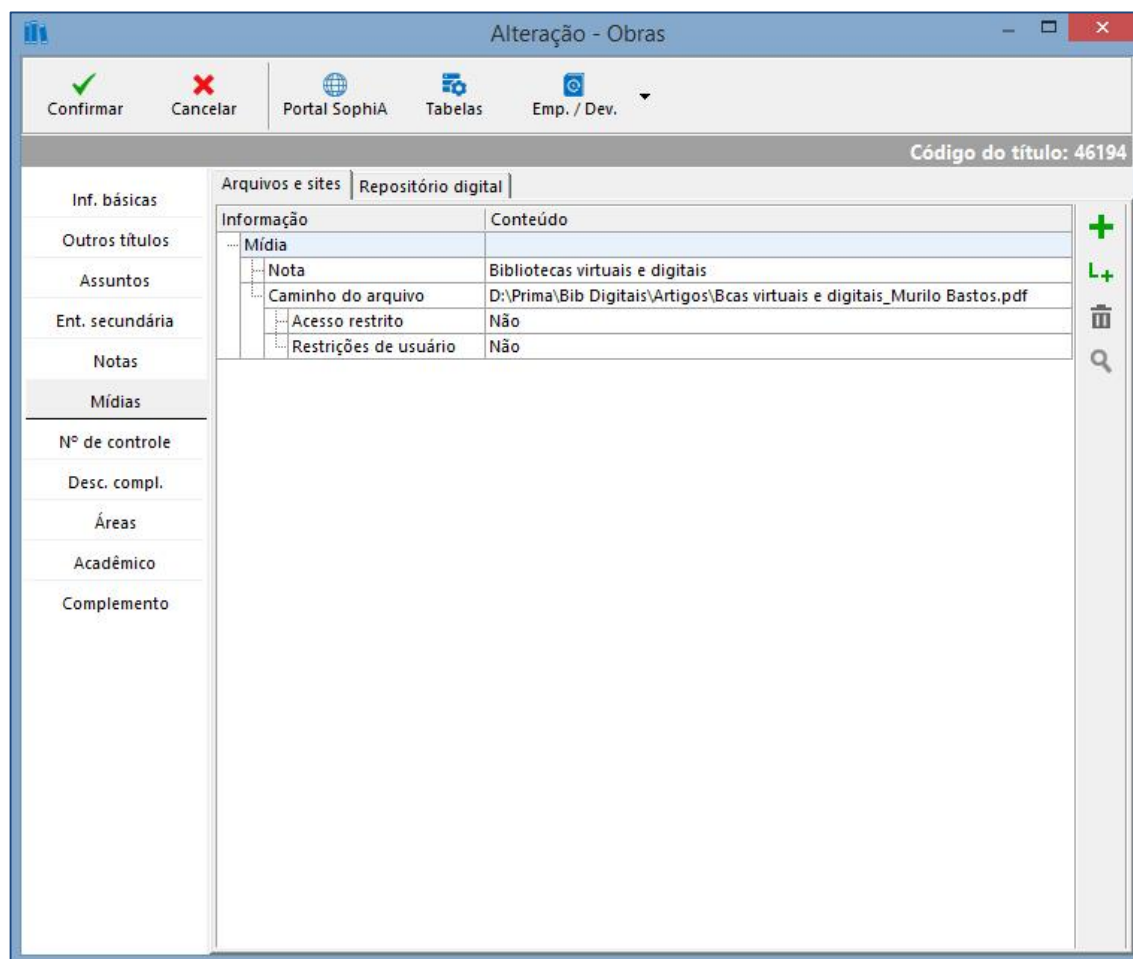 Alteração - Obras
Confirmar Cancelar Portal SophiA Tabelas Emp. / Dev.
Código do título: 46194
Inf. básicas
Outros títulos
Assuntos
Ent. secundária
Notas
Mídias
Nº de controle
Desc. compl.
Áreas
Acadêmico
Complemento
Arquivos e sites Repositório digital
Informação Conteúdo
Mídia
Nota Bibliotecas virtuais e digitais
Caminho do arquivo D:\Prima\Bib Digitais\Artigos\Bcas virtuais e digitais_Murilo Bastos.pdf
Acesso restrito Não
Restrições de usuário Não